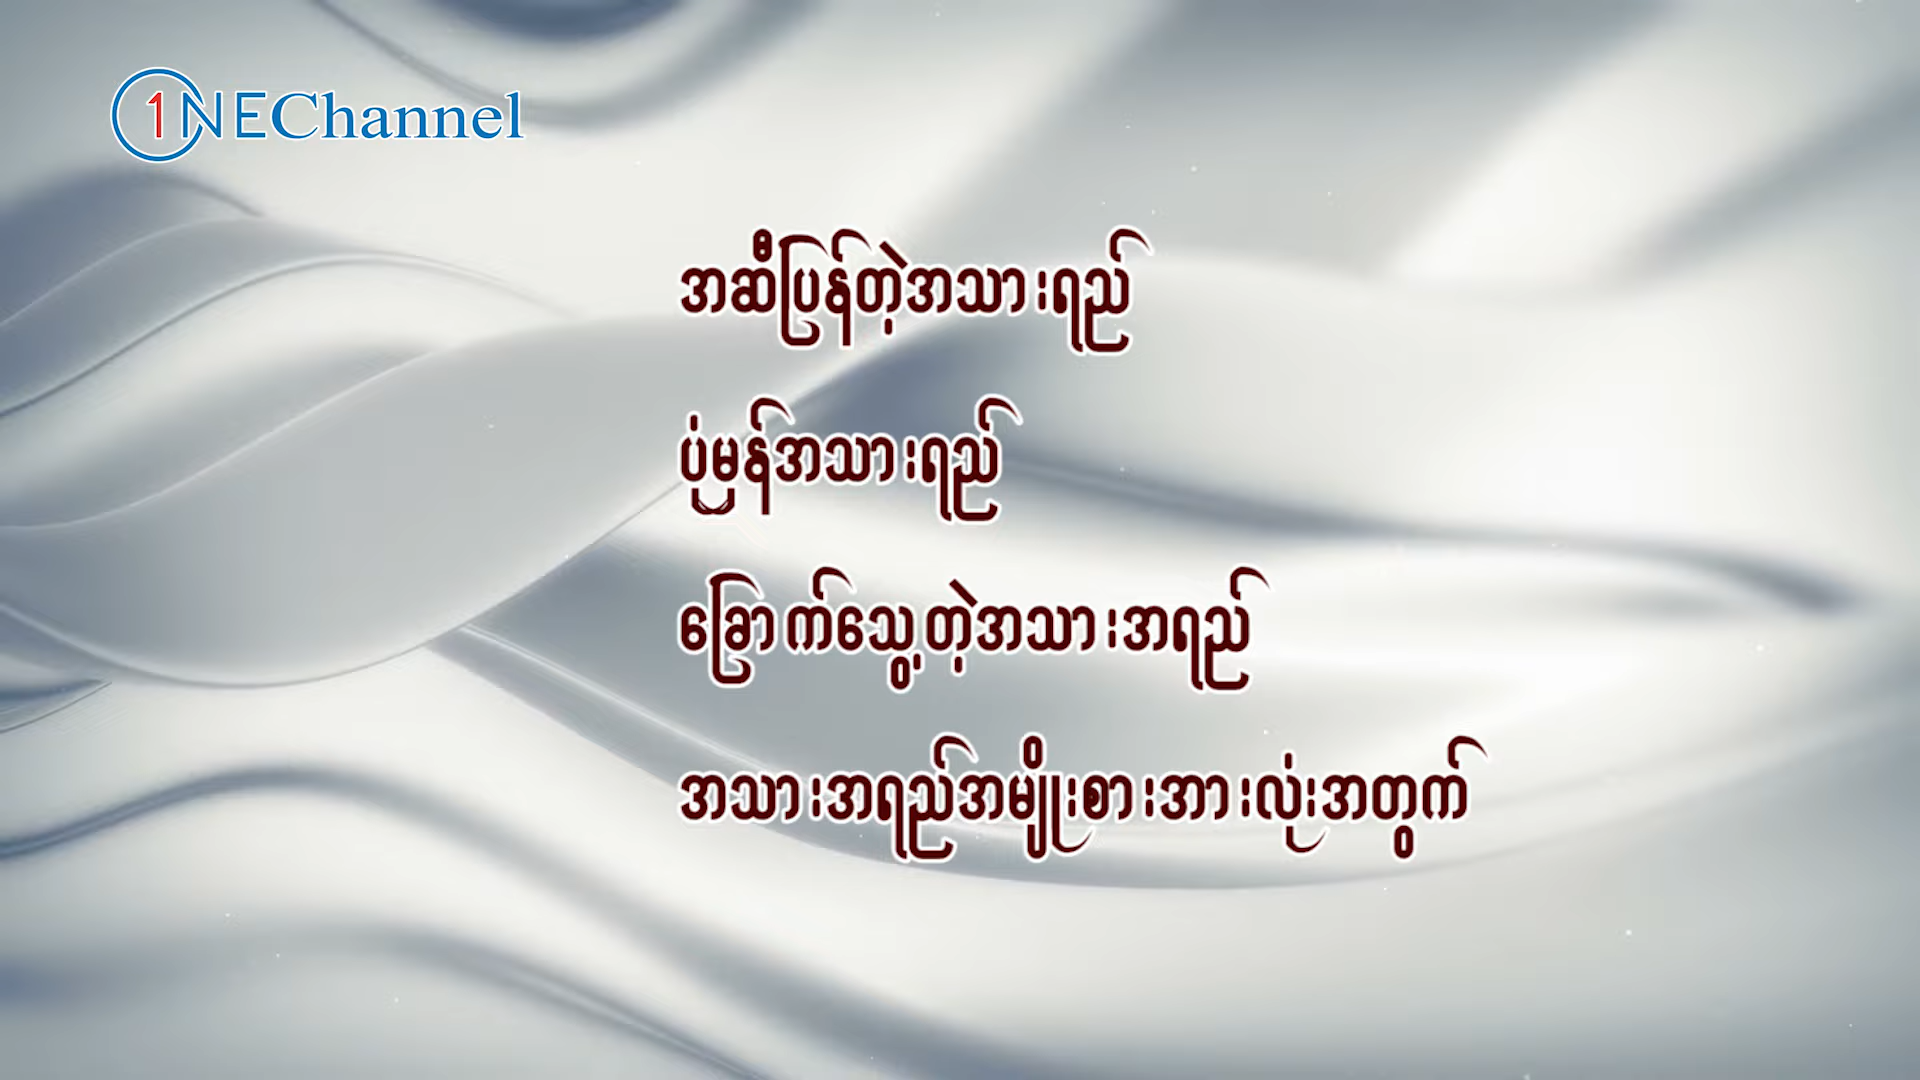 1NEChannel
အဆီပြန်တဲ့အသားရည်
ပုံမှန်အသားရည်
ခြောက်သွေ့တဲ့အသားအရည်
အသားအရည်အမျိုးစားအားလုံးအတွက်